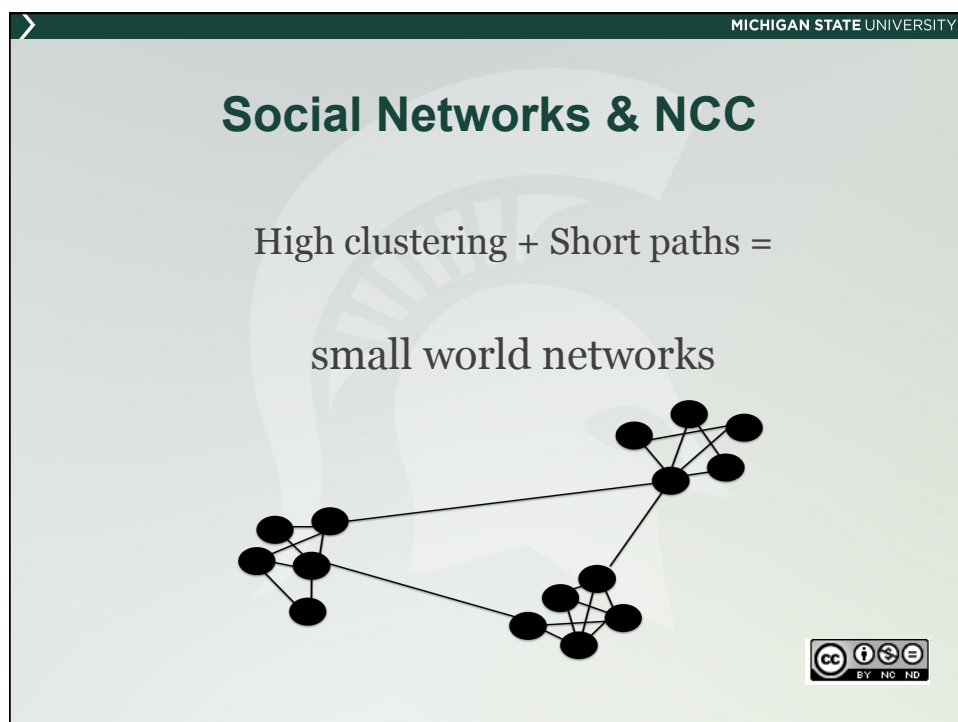 MICHIGAN STATE UNIVERSITY
Social Networks & NCC
High clustering + Short paths =
small world networks
cc
BY NC ND